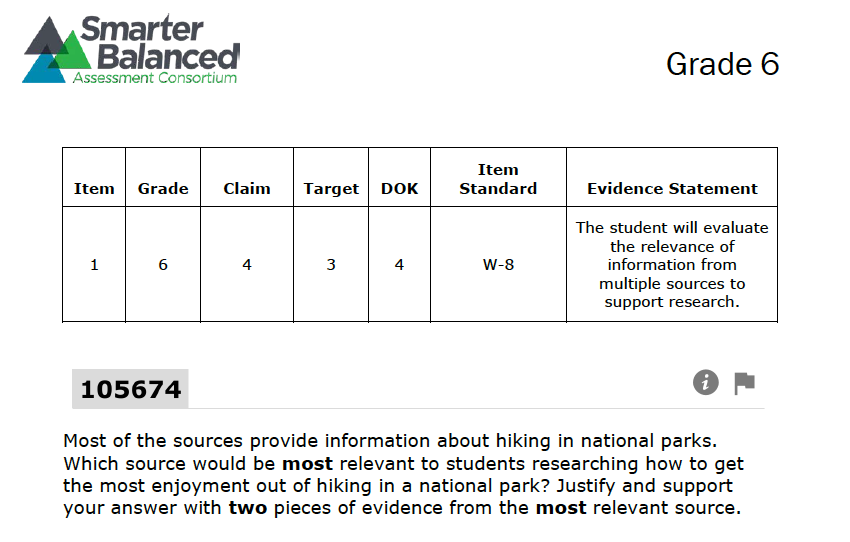 Smarter
Balanced
Assessment Consortium
Grade 6
Item Grade Claim Target DOK Item Standard Evidence Statement
1 6 4 3 4 W-8 The student will evaluate
the relevance of
information from
multiple sources to
support research.
105674
Most of the sources provide information about hiking in national parks.
Which source would be most relevant to students researching how to get
the most enjoyment out of hiking in a national park? Justify and support
your answer with two pieces of evidence from the most relevant source.